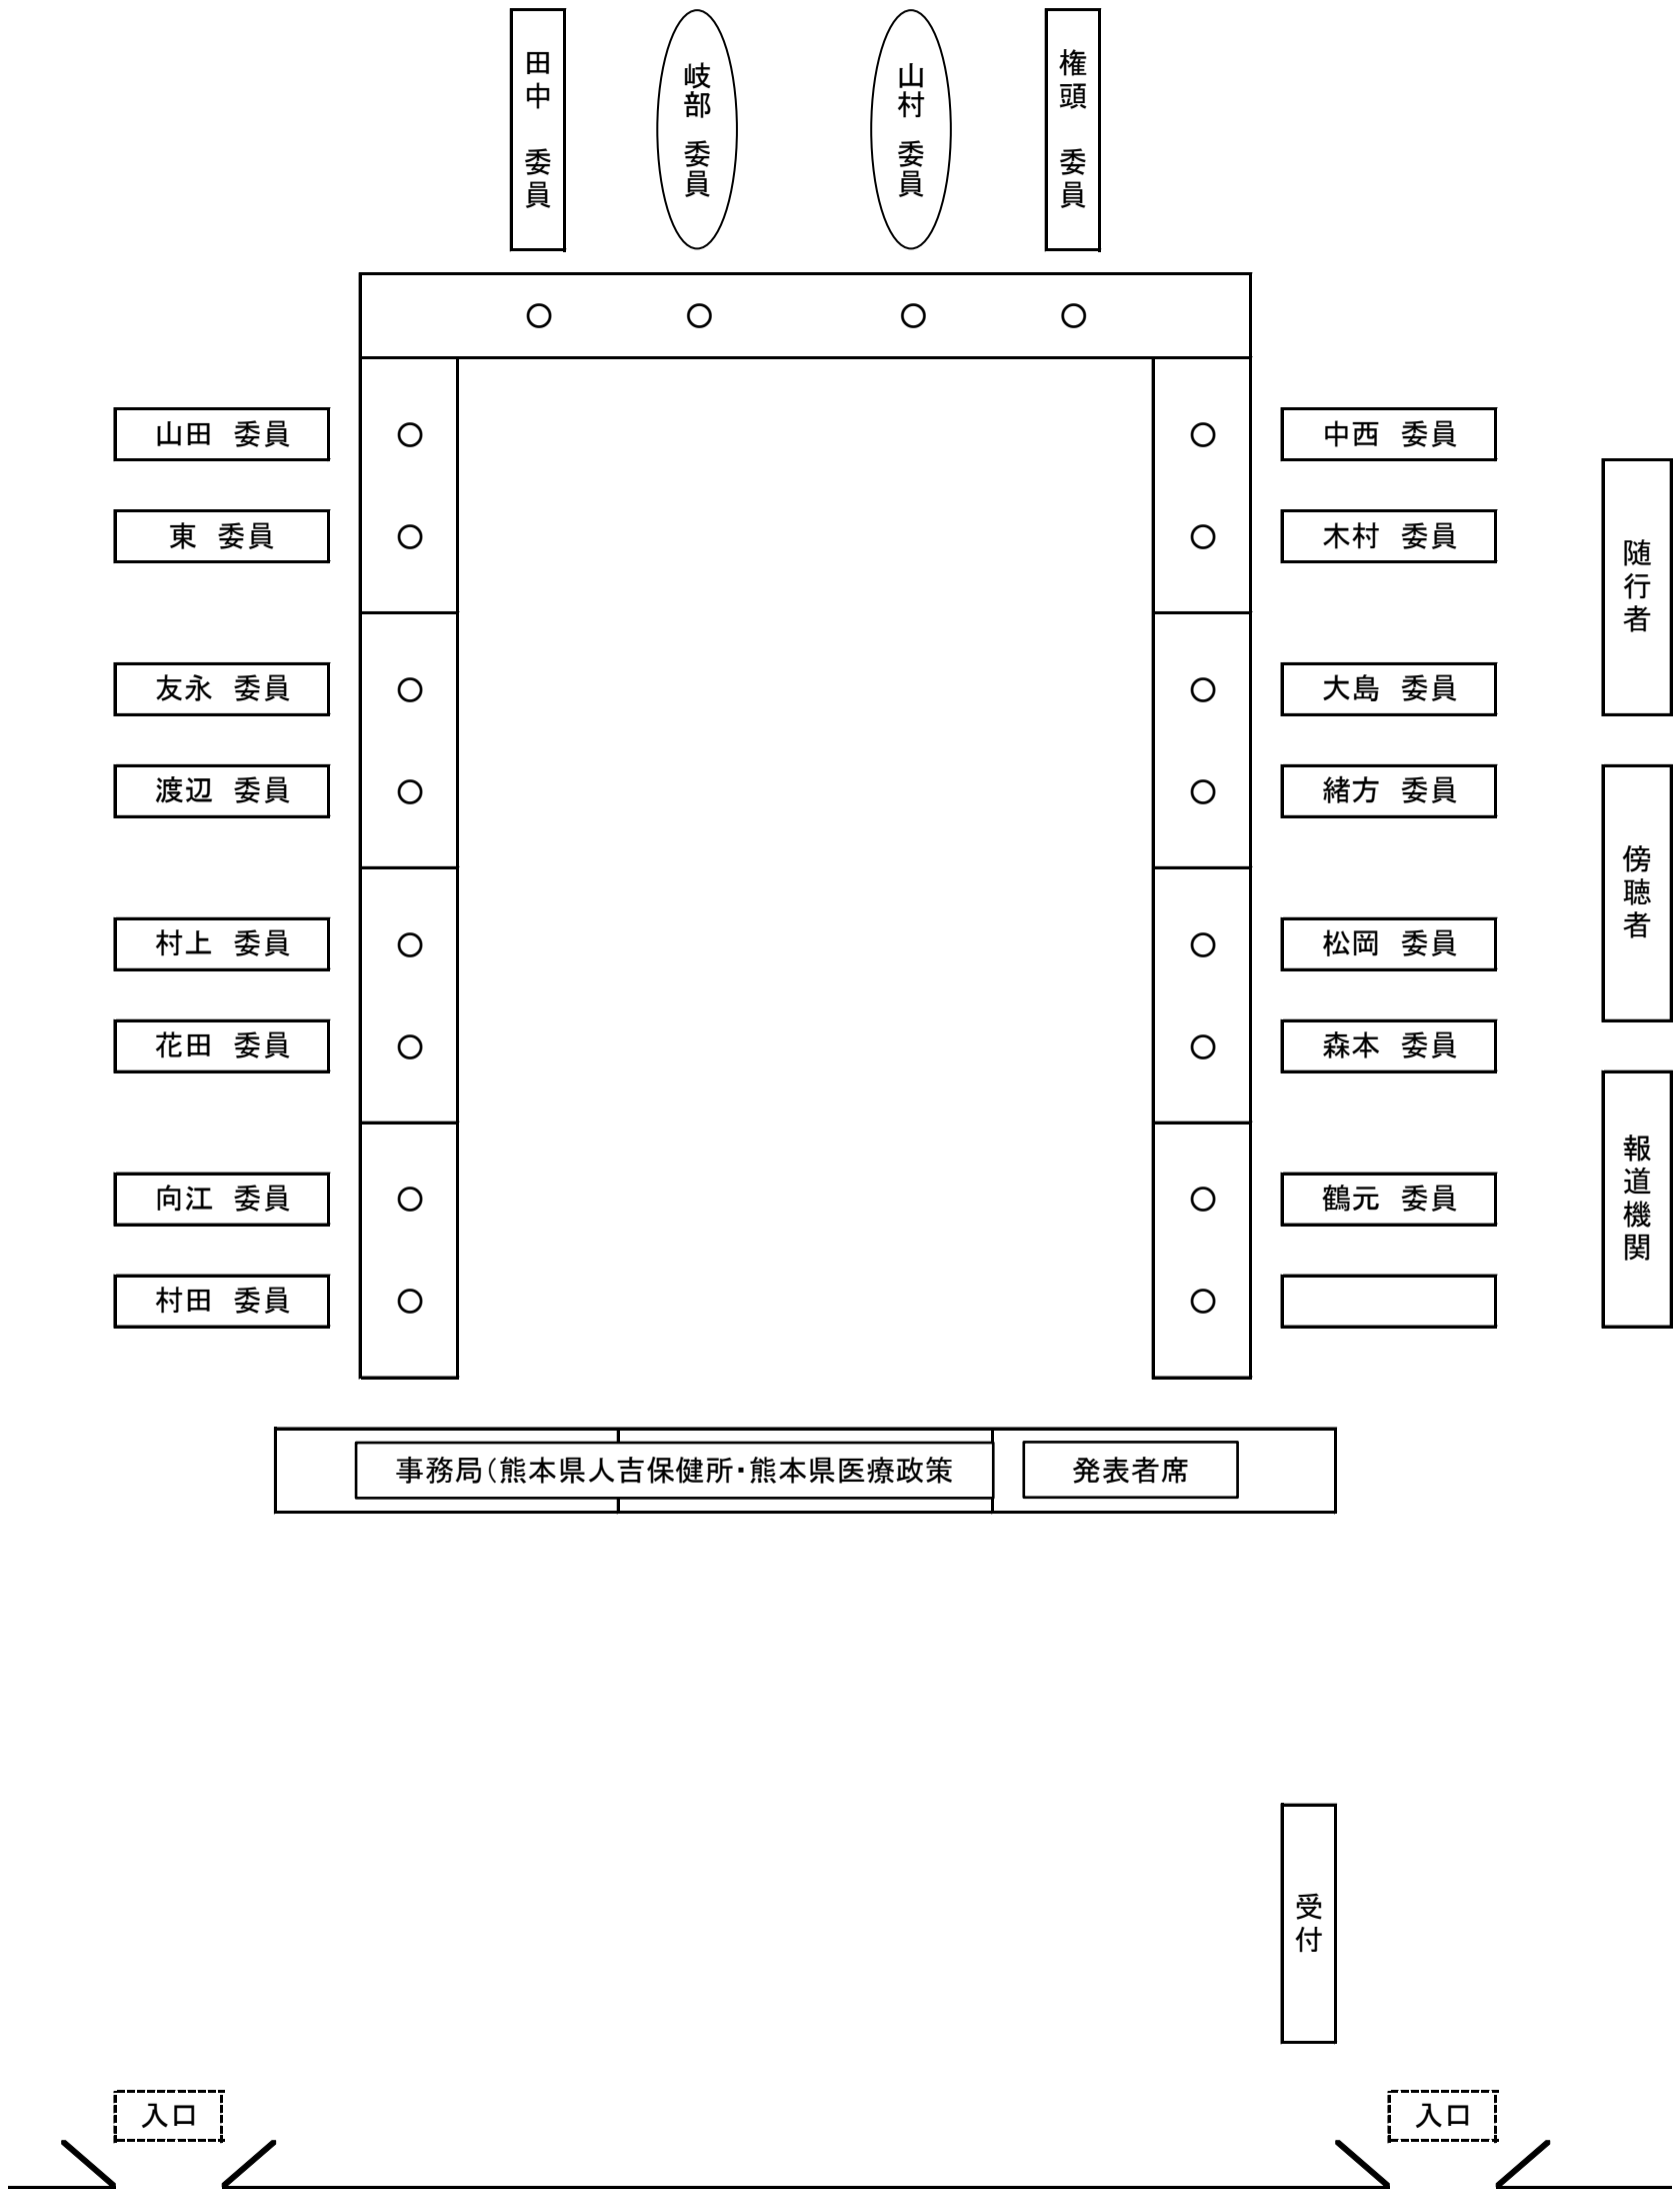 田中　委員
岐部　委員
山村　委員
権頭　委員
山田　委員
中西　委員
東　委員
木村　委員
随行者
友永　委員
大島　委員
渡辺　委員
緒方　委員
傍聴者
村上　委員
松岡　委員
花田　委員
森本　委員
報道機関
向江　委員
鶴元　委員
村田　委員
事務局（熊本県人吉保健所・熊本県医療政策
発表者席
受付
入口
入口